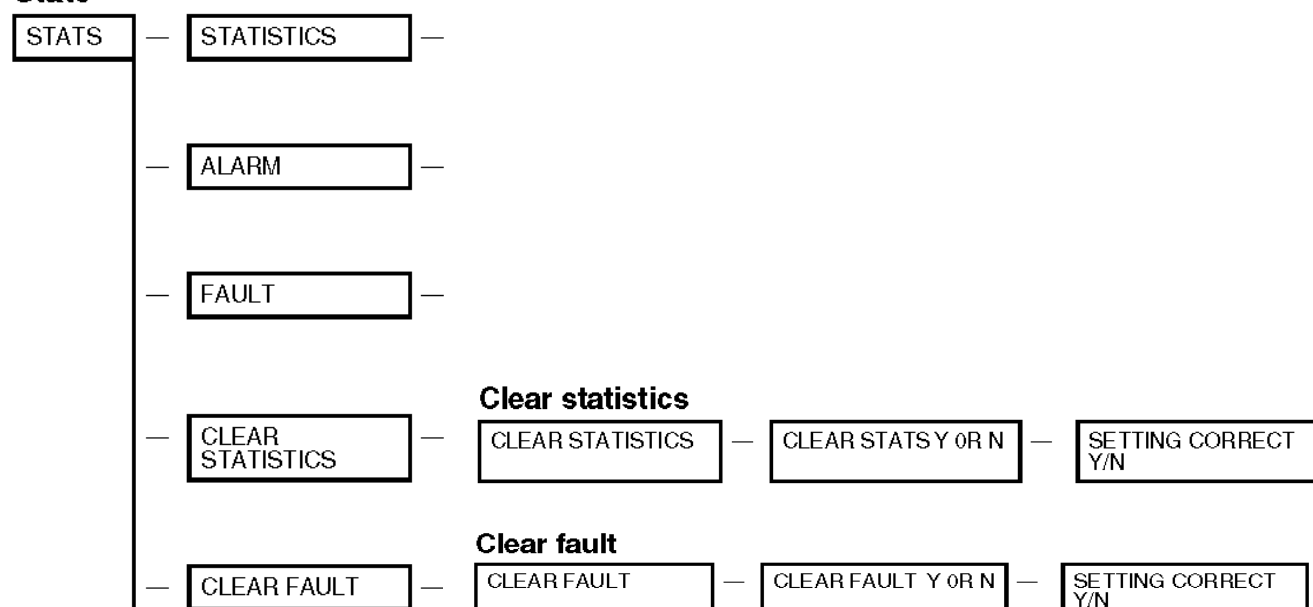 STATS
STATISTICS
ALARM
FAULT
CLEAR
STATISTICS
Clear statistics
CLEAR STATISTICS
CLEAR STATS Y 0R N
SETTING CORRECT
Y/N
CLEAR FAULT
Clear fault
CLEAR FAULT
CLEAR FAULT Y 0R N
SETTING CORRECT
Y/N